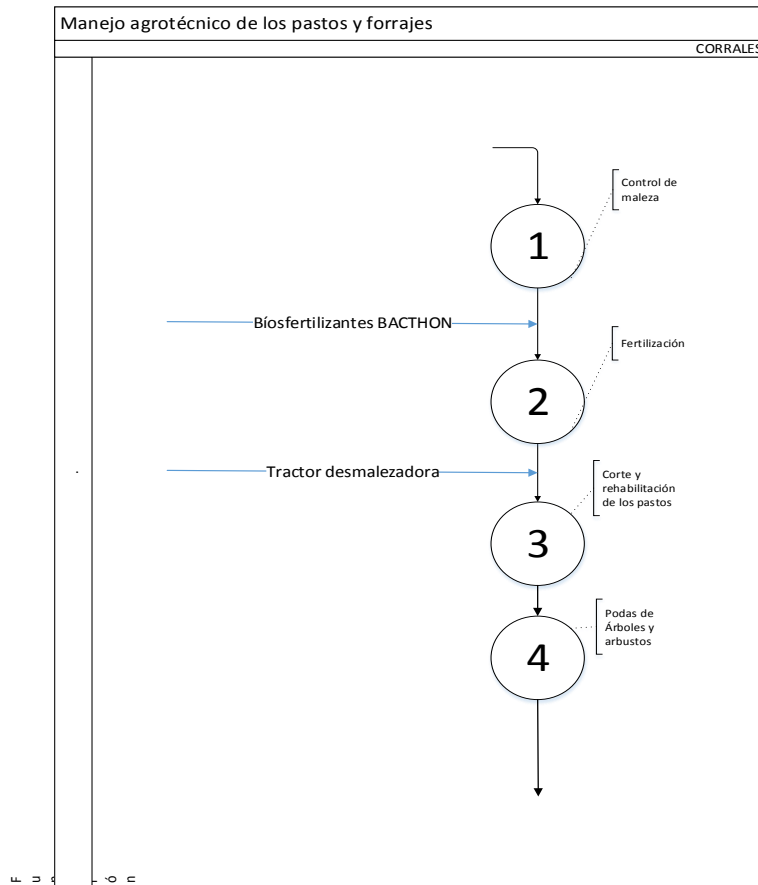 Manejo agrotécnico de los pastos y forrajes
CORRALES
Control de
maleza
1
Bíosfertilizantes BACTHON
Fertilización
2
Tractor desmalezadora
Corte y
rehabilitación
de los pastos
3
Podas de
Árboles y
arbustos
4